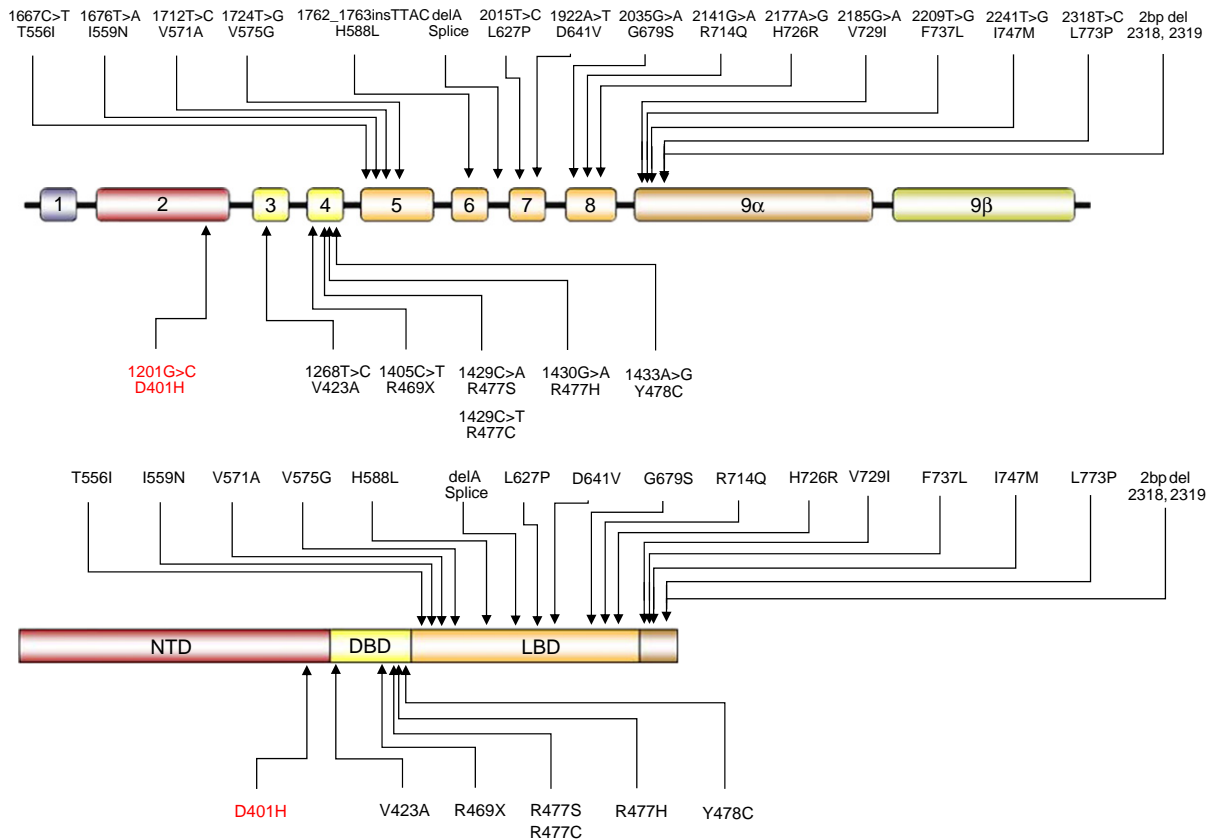 1667C>T 1676T>A 1712T>C 1724T>G 1762_1763insTTAC delA 2015T>C 1922A>T 2035G>A 2141G>A 2177A>G 2185G>A 2209T>G 2241T>G 2318T>C 2bp del
T556I I559N V571A V575G H588L Splice L627P D641V G679S R714Q H726R V729I F737L I747M L773P 2318, 2319
1 2 3 4 5 6 7 8 9α 9β
1201G>C 1268T>C 1405C>T 1429C>A 1430G>A 1433A>G
D401H V423A R469X R477S R477H Y478C
1429C>T
R477C
T556I I559N V571A V575G H588L delA L627P D641V G679S R714Q H726R V729I F737L I747M L773P 2bp del
Splice 2318, 2319
NTD DBD LBD
D401H V423A R469X R477S R477H Y478C
R477C